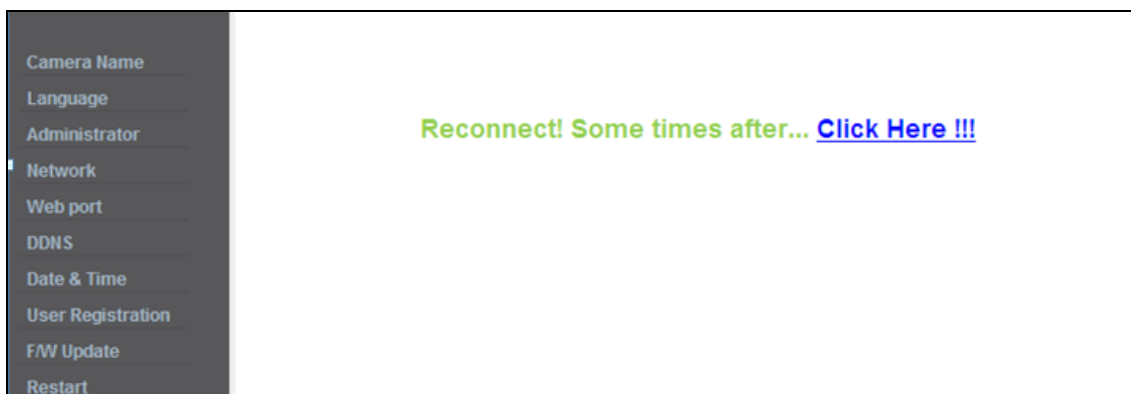 Camera Name
Language
Administrator
Reconnect! Some times after... Click Here !!!
Network
Web port
DDNS
Date & Time
User Registration
F/W Update
Restart